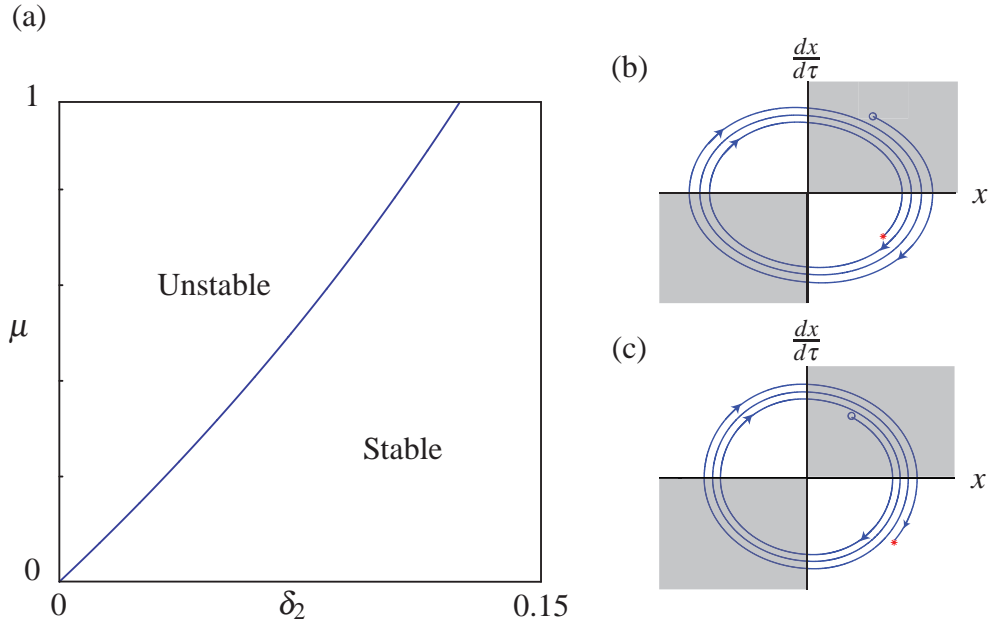 (a)
1
Unstable
μ
Stable
0
0
δ₂
0.15
(b)
dx
dτ
x
(c)
dx
dτ
x